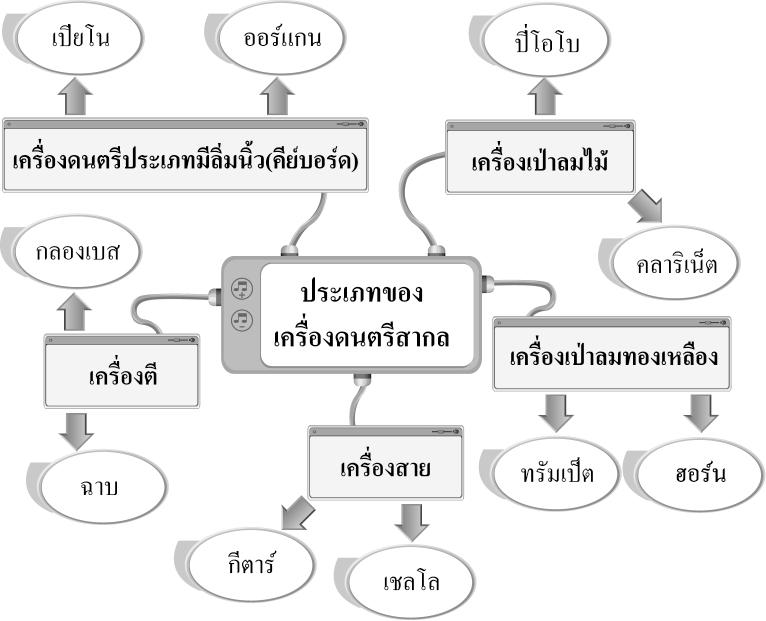 เปียโน
ออร์แกน
ปี่โอโบ
เครื่องดนตรีประเภทมีลิ่มนิ้ว(คีย์บอร์ด)
เครื่องเป่าลมไม้
กลองเบส
คลาริเน็ต
ประเภทของ
เครื่องดนตรีสากล
เครื่องตี
เครื่องเป่าลมทองเหลือง
ฉาบ
เครื่องสาย
ทรัมเป็ต
ฮอร์น
กีตาร์
เชลโล